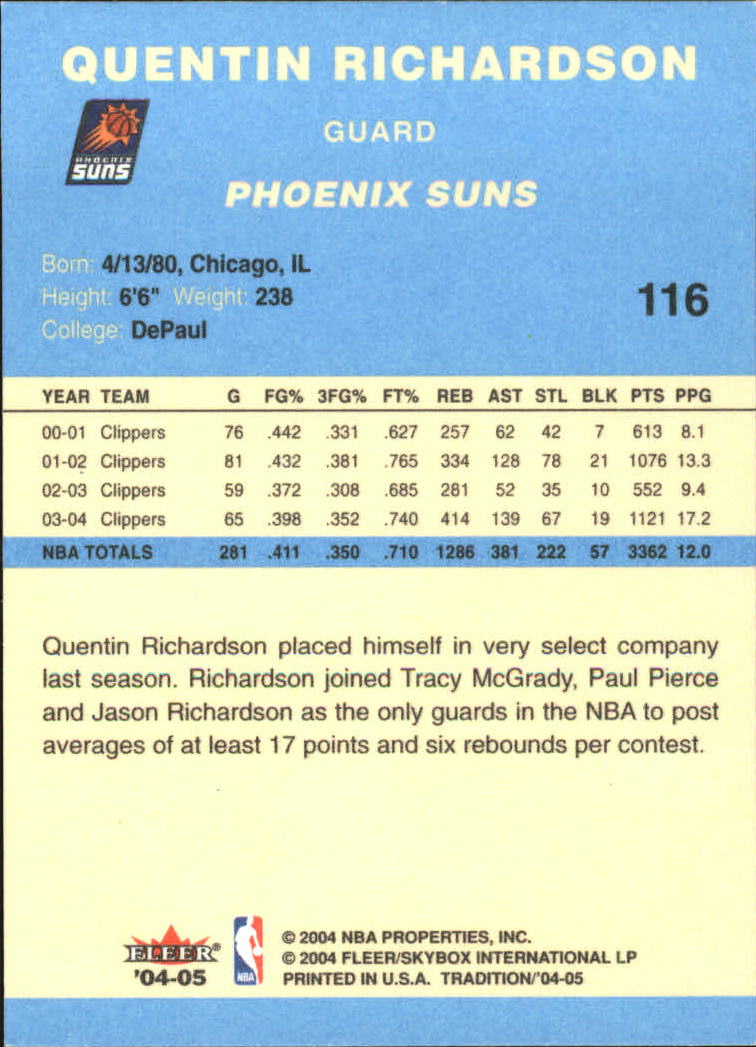 QUENTIN RICHARDSON
GUARD
PHOENIX SUNS
PHOENIX
SUNS
Born: 4/13/80, Chicago, IL
Height: 6'6" Weight: 238
College: DePaul
116
YEAR TEAM G FG% 3FG% FT% REB AST STL BLK PTS PPG
00-01 Clippers 76 .442 .331 .627 257 62 42 7 613 8.1
01-02 Clippers 81 .432 .381 .765 334 128 78 21 1076 13.3
02-03 Clippers 59 .372 .308 .685 281 52 35 10 552 9.4
03-04 Clippers 65 .398 .352 .740 414 139 67 19 1121 17.2
NBA TOTALS 281 .411 .350 .710 1286 381 222 57 3362 12.0
Quentin Richardson placed himself in very select company
last season. Richardson joined Tracy McGrady, Paul Pierce
and Jason Richardson as the only guards in the NBA to post
averages of at least 17 points and six rebounds per contest.
FLEER®
'04-05
NBA
© 2004 NBA PROPERTIES, INC.
© 2004 FLEER/SKYBOX INTERNATIONAL LP
PRINTED IN U.S.A. TRADITION/'04-05